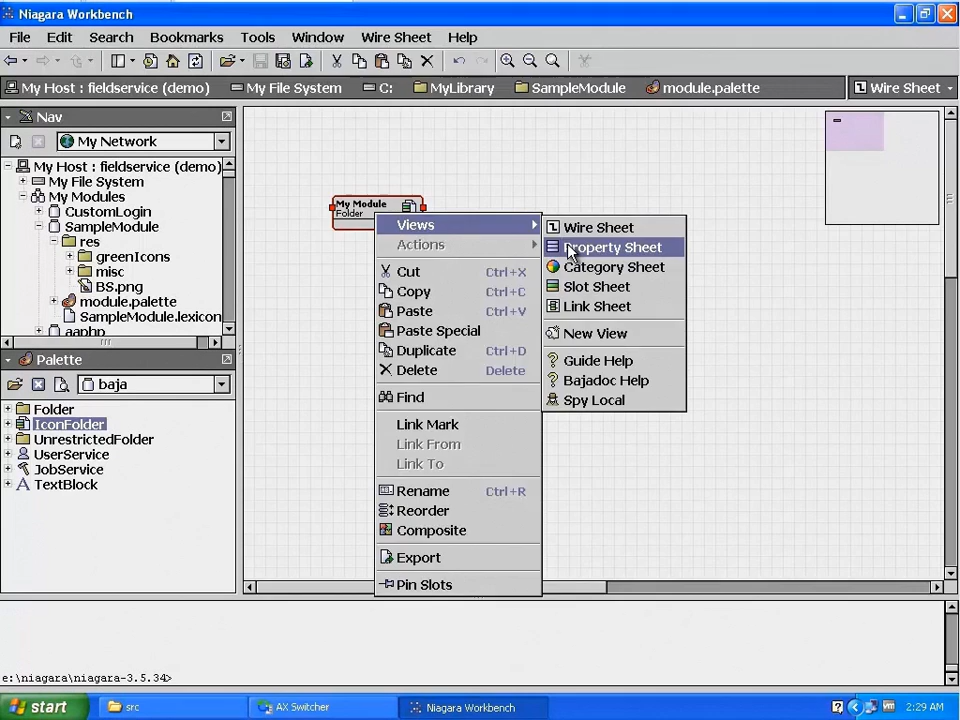 Niagara Workbench
File Edit Search Bookmarks Tools Window Wire Sheet Help
My Host : fieldservice (demo) My File System C: MyLibrary SampleModule module.palette Wire Sheet
Nav
My Network
My Host : fieldservice (demo)
My File System
My Modules
CustomLogin
SampleModule
res
greenIcons
misc
BS.png
module.palette
SampleModule.lexicon
aaphp
Palette
baja
Folder
IconFolder
UnrestrictedFolder
UserService
JobService
TextBlock
My Module
Folder
Views
Actions
Cut Ctrl+X
Copy Ctrl+C
Paste Ctrl+V
Paste Special
Duplicate Ctrl+D
Delete Delete
Find
Link Mark
Link From
Link To
Rename Ctrl+R
Reorder
Composite
Export
Pin Slots
Wire Sheet
Property Sheet
Category Sheet
Slot Sheet
Link Sheet
New View
Guide Help
Bajadoc Help
Spy Local
e:\niagara\niagara-3.5.34>
start src AX Switcher Niagara Workbench 2:29 AM